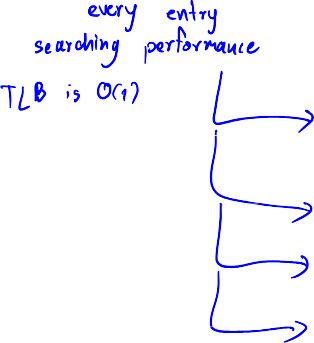 every entry
searching performance
TLB is O(1)